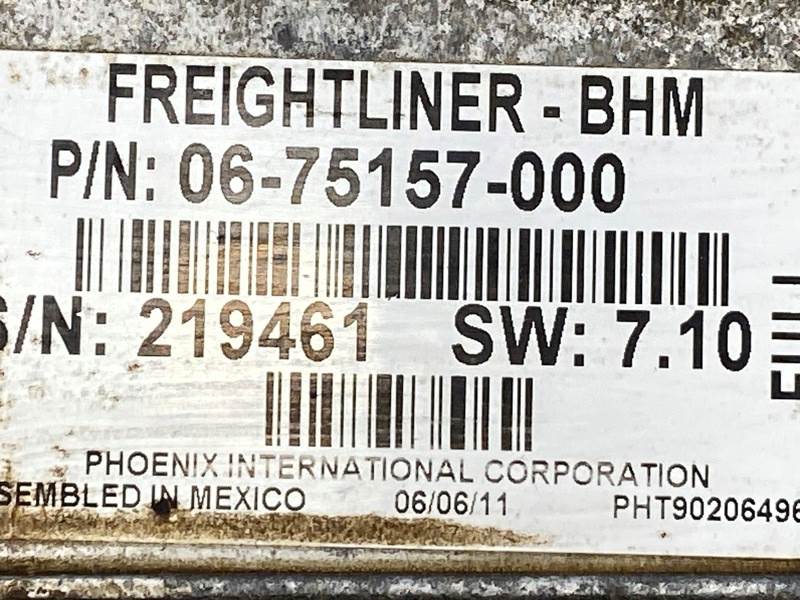 FREIGHTLINER - BHM
P/N: 06-75157-000
S/N: 219461 SW: 7.10
PHOENIX INTERNATIONAL CORPORATION
SEMBLED IN MEXICO 06/06/11 PHT90206496